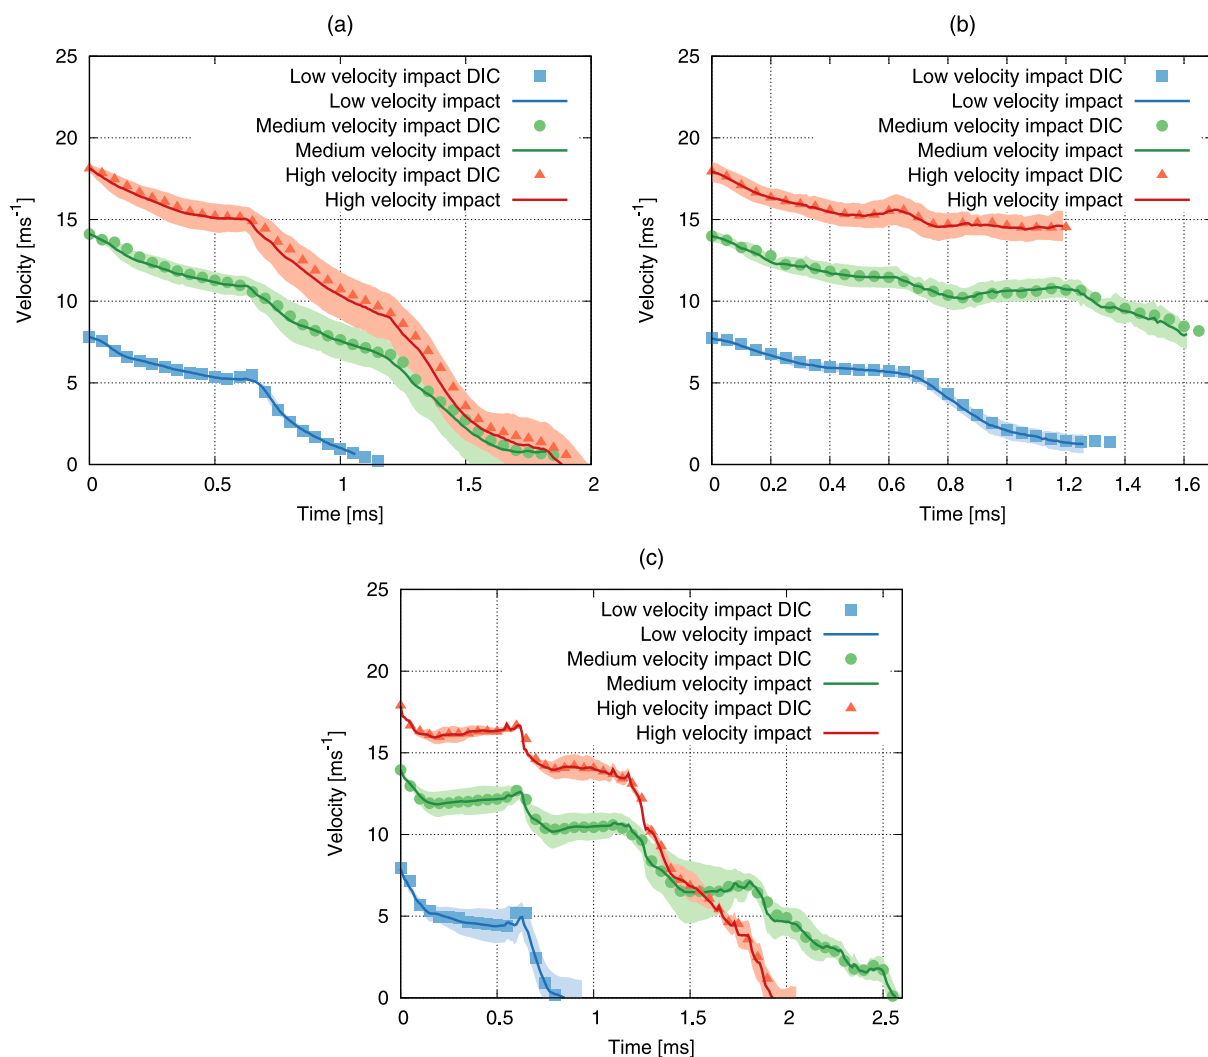 (a)
25
20
15
10
5
0
Velocity [ms-1]
Low velocity impact DIC
Low velocity impact
Medium velocity impact DIC
Medium velocity impact
High velocity impact DIC
High velocity impact
0 0.5 1 1.5 2
Time [ms]
(b)
25
20
15
10
5
0
Velocity [ms-1]
Low velocity impact DIC
Low velocity impact
Medium velocity impact DIC
Medium velocity impact
High velocity impact DIC
High velocity impact
0 0.2 0.4 0.6 0.8 1 1.2 1.4 1.6
Time [ms]
(c)
25
20
15
10
5
0
Velocity [ms-1]
Low velocity impact DIC
Low velocity impact
Medium velocity impact DIC
Medium velocity impact
High velocity impact DIC
High velocity impact
0 0.5 1 1.5 2 2.5
Time [ms]